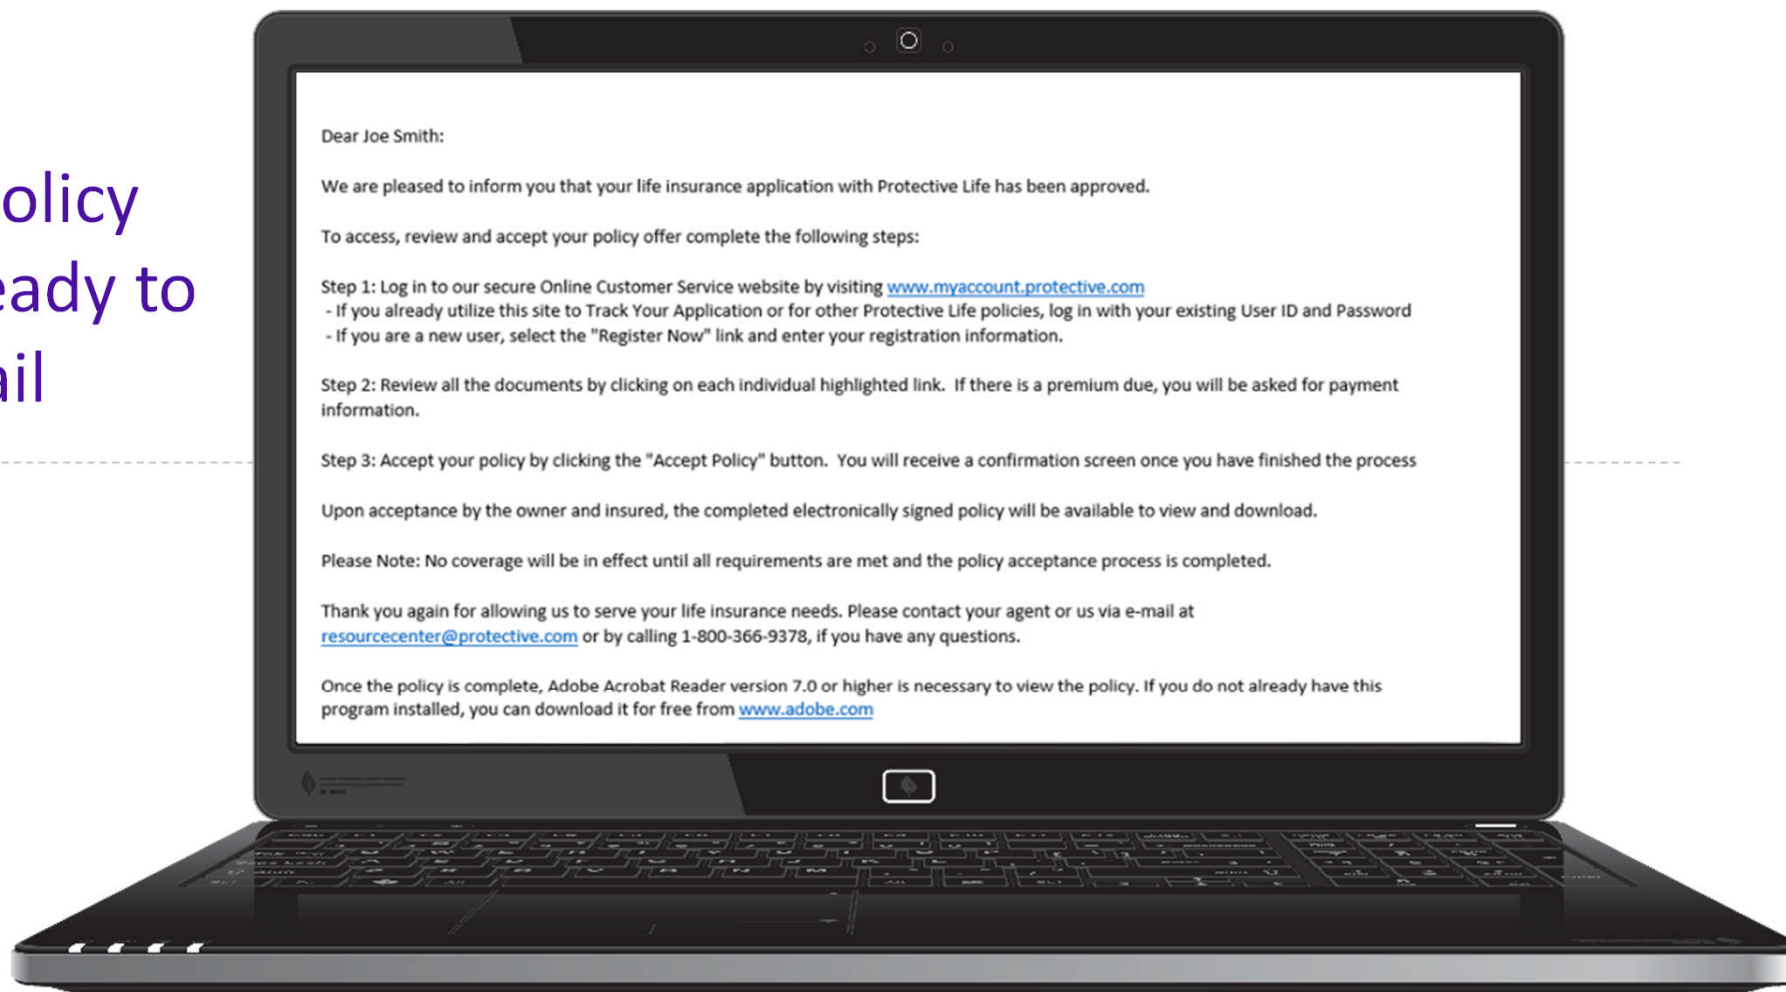 olicy
eady to
ail
Dear Joe Smith:
We are pleased to inform you that your life insurance application with Protective Life has been approved.
To access, review and accept your policy offer complete the following steps:
Step 1: Log in to our secure Online Customer Service website by visiting www.myaccount.protective.com
- If you already utilize this site to Track Your Application or for other Protective Life policies, log in with your existing User ID and Password
- If you are a new user, select the "Register Now" link and enter your registration information.
Step 2: Review all the documents by clicking on each individual highlighted link.  If there is a premium due, you will be asked for payment
information.
Step 3: Accept your policy by clicking the "Accept Policy" button.  You will receive a confirmation screen once you have finished the process
Upon acceptance by the owner and insured, the completed electronically signed policy will be available to view and download.
Please Note: No coverage will be in effect until all requirements are met and the policy acceptance process is completed.
Thank you again for allowing us to serve your life insurance needs. Please contact your agent or us via e-mail at
resourcecenter@protective.com or by calling 1-800-366-9378, if you have any questions.
Once the policy is complete, Adobe Acrobat Reader version 7.0 or higher is necessary to view the policy. If you do not already have this
program installed, you can download it for free from www.adobe.com